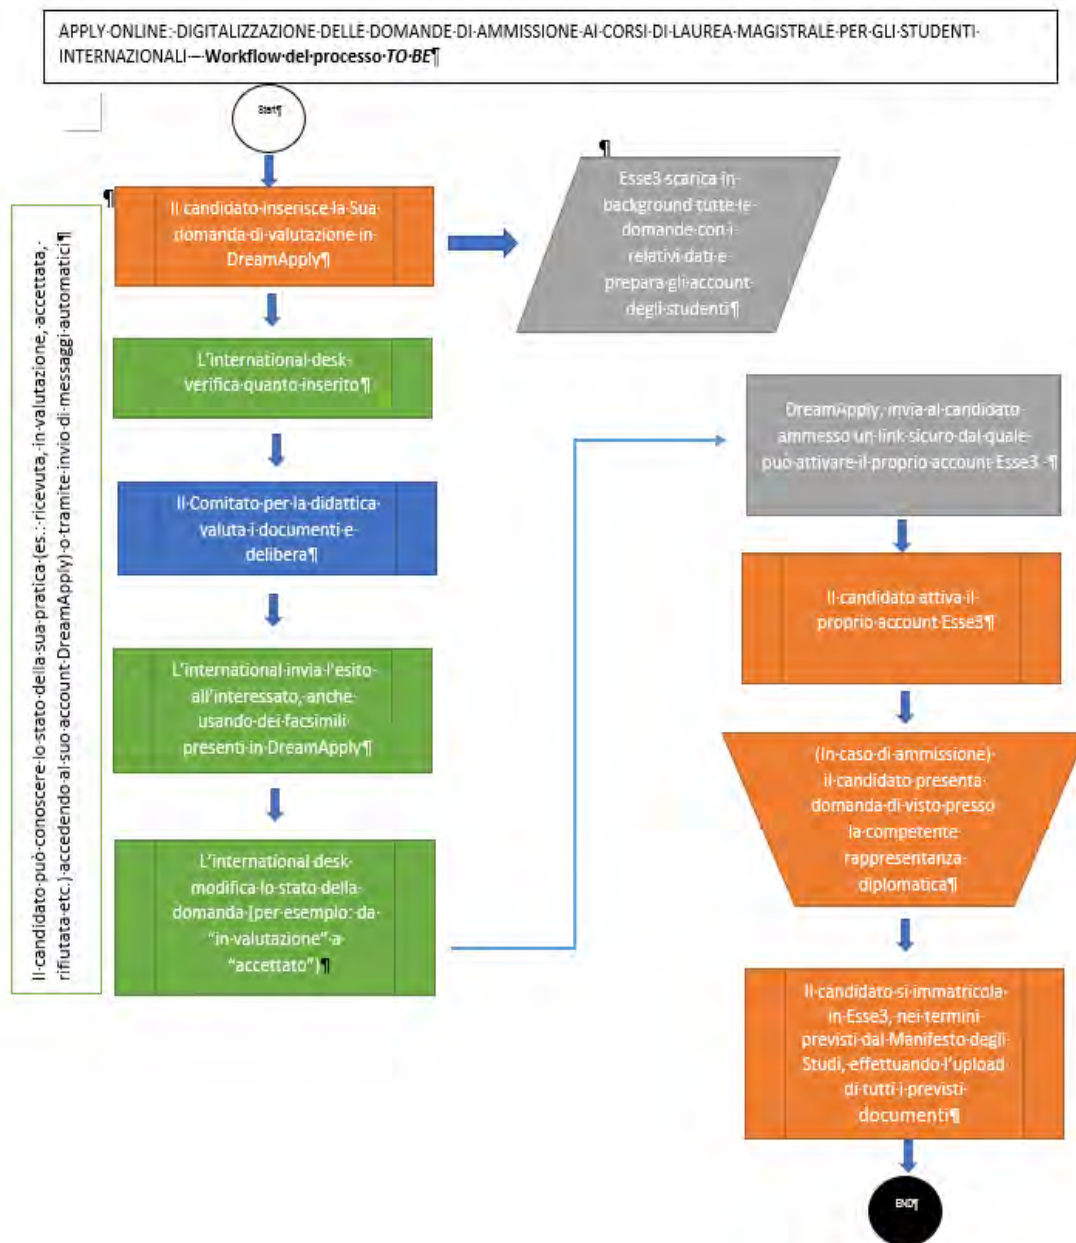 APPLY·ONLINE:·DIGITALIZZAZIONE·DELLE·DOMANDE·DI·AMMISSIONE·AI·CORSI·DI·LAUREA·MAGISTRALE·PER·GLI·STUDENTI·
INTERNAZIONALI·–·Workflow·del·processo·TO·BE¶
Start¶
¶
Il·candidato·inserisce·la·Sua·
domanda·di·valutazione·in·
DreamApply¶
¶
Esse3·scarica·in·
background·tutte·le·
domande·con·i·
relativi·dati·e·
prepara·gli·account·
degli·studenti¶
Il·candidato·può·conoscere·lo·stato·della·sua·pratica·(es.:·ricevuta,·in·valutazione,·accettata,·
rifiutata·etc.)·accedendo·al·suo·account·DreamApply)·o·tramite·invio·di·messaggi·automatici¶
L'international·desk·
verifica·quanto·inserito¶
Il·Comitato·per·la·didattica·
valuta·i·documenti·e·
delibera¶
L'international·invia·l'esito·
all'interessato,·anche·
usando·dei·facsimili·
presenti·in·DreamApply¶
L'international·desk·
modifica·lo·stato·della·
domanda·[per·esempio:·da·
"in·valutazione"·a·
"accettato")¶
DreamApply,·invia·al·candidato·
ammesso·un·link·sicuro·dal·quale·
può·attivare·il·proprio·account·Esse3·¶
Il·candidato·attiva·il·
proprio·account·Esse3¶
(In·caso·di·ammissione)·
il·candidato·presenta·
domanda·di·visto·presso·
la·competente·
rappresentanza·
diplomatica¶
Il·candidato·si·immatricola·
in·Esse3,·nei·termini·
previsti·dal·Manifesto·degli·
Studi,·effettuando·l'upload·
di·tutti·i·previsti·
documenti¶
END¶